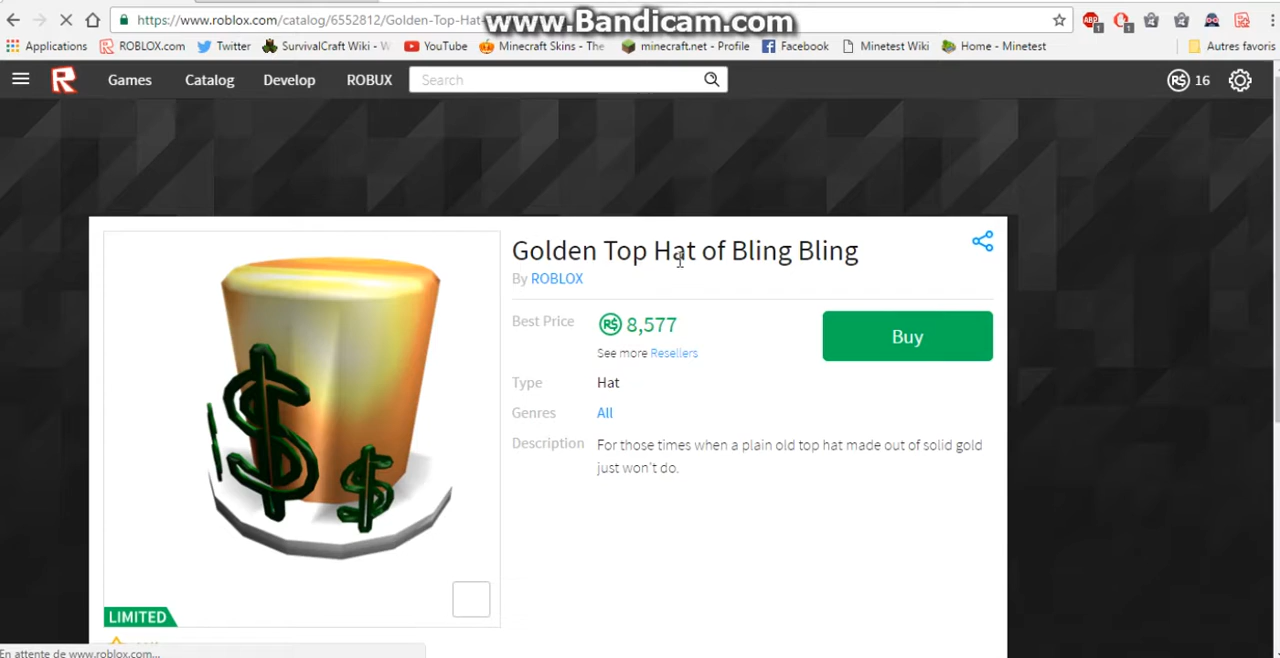 www.Bandicam.com
https://www.roblox.com/catalog/6552812/Golden-Top-Hat-
ABP 1 1
Applications ROBLOX.com Twitter SurvivalCraft Wiki - W YouTube Minecraft Skins - The minecraft.net - Profile Facebook Minetest Wiki Home - Minetest Autres favoris
R Games Catalog Develop ROBUX Search R$ 16
Golden Top Hat of Bling Bling
By ROBLOX
Best Price R$ 8,577 Buy
See more Resellers
Type Hat
Genres All
Description For those times when a plain old top hat made out of solid gold
just won't do.
$ $
LIMITED
En attente de www.roblox.com...